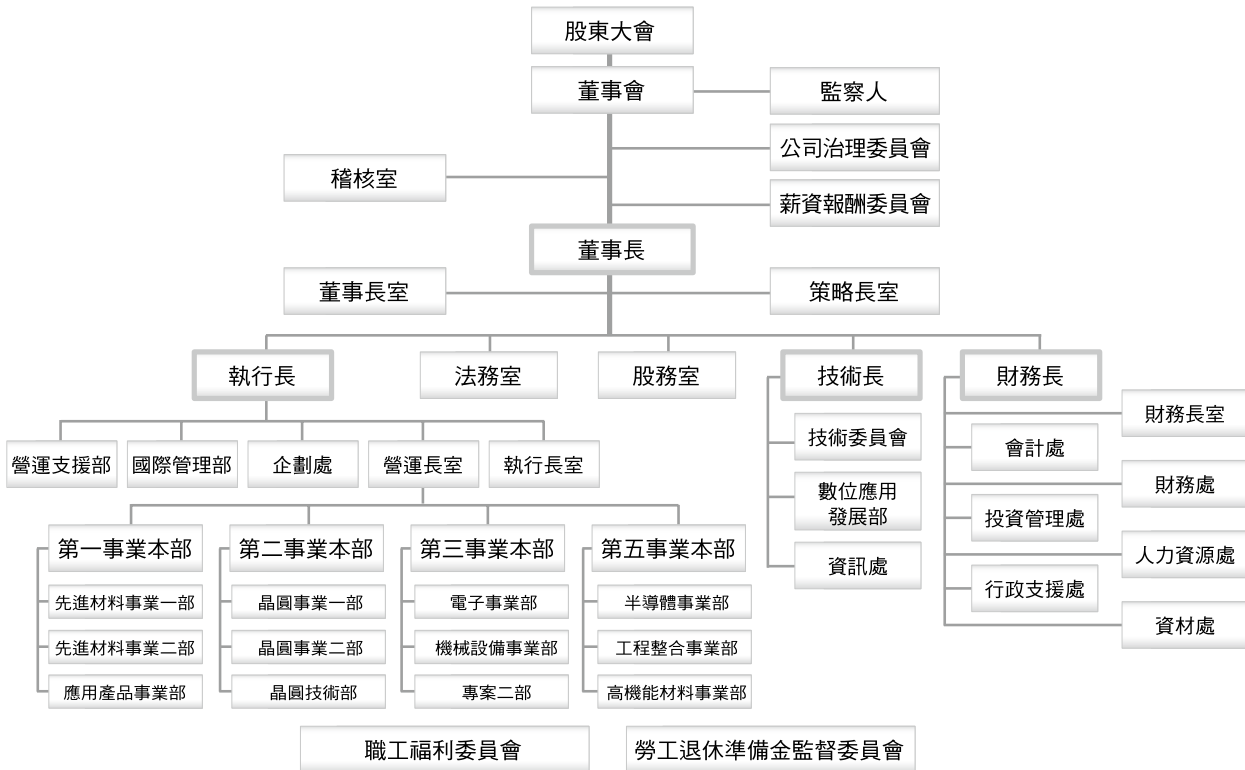 股東大會
董事會
監察人
公司治理委員會
稽核室
薪資報酬委員會
董事長
董事長室
策略長室
執行長
法務室
股務室
技術長
財務長
營運支援部
國際管理部
企劃處
營運長室
執行長室
技術委員會
數位應用
發展部
資訊處
財務長室
會計處
財務處
投資管理處
人力資源處
行政支援處
資材處
第一事業本部
先進材料事業一部
先進材料事業二部
應用產品事業部
第二事業本部
晶圓事業一部
晶圓事業二部
晶圓技術部
第三事業本部
電子事業部
機械設備事業部
專案二部
第五事業本部
半導體事業部
工程整合事業部
高機能材料事業部
職工福利委員會
勞工退休準備金監督委員會